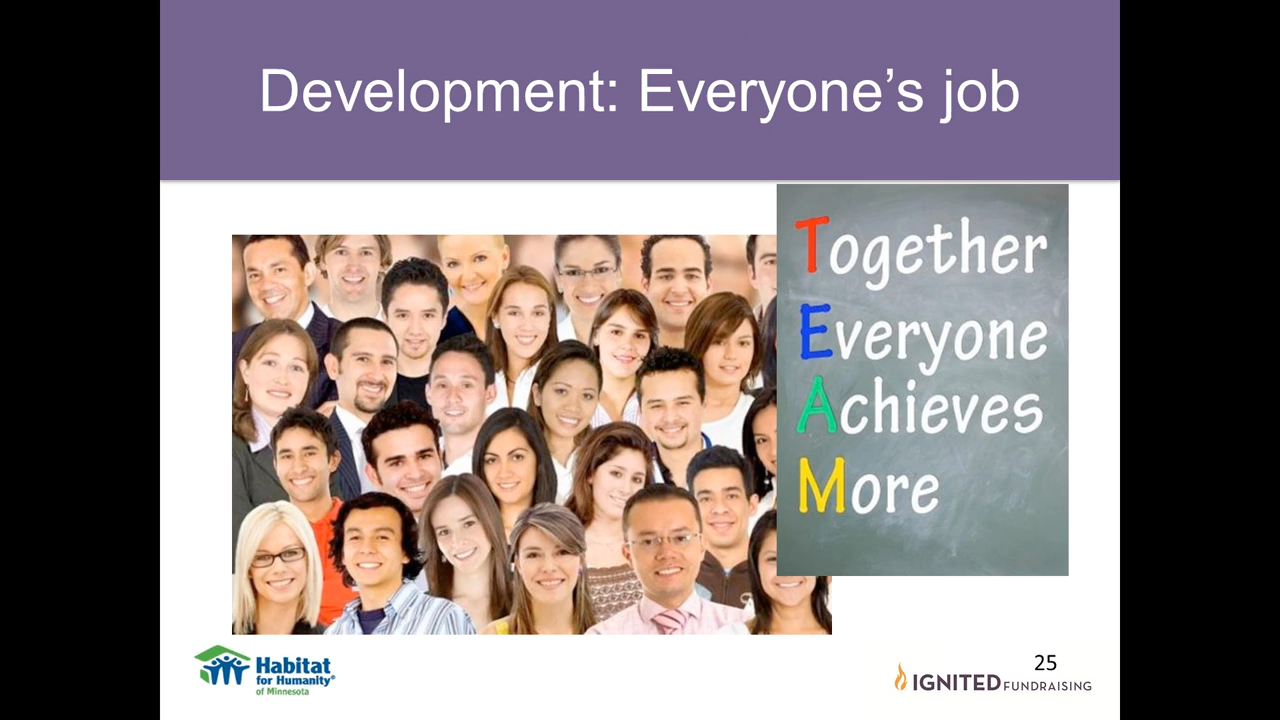 Development: Everyone’s job
Together
Everyone
Achieves
More
Habitat
for Humanity®
of Minnesota
25
IGNITED FUNDRAISING